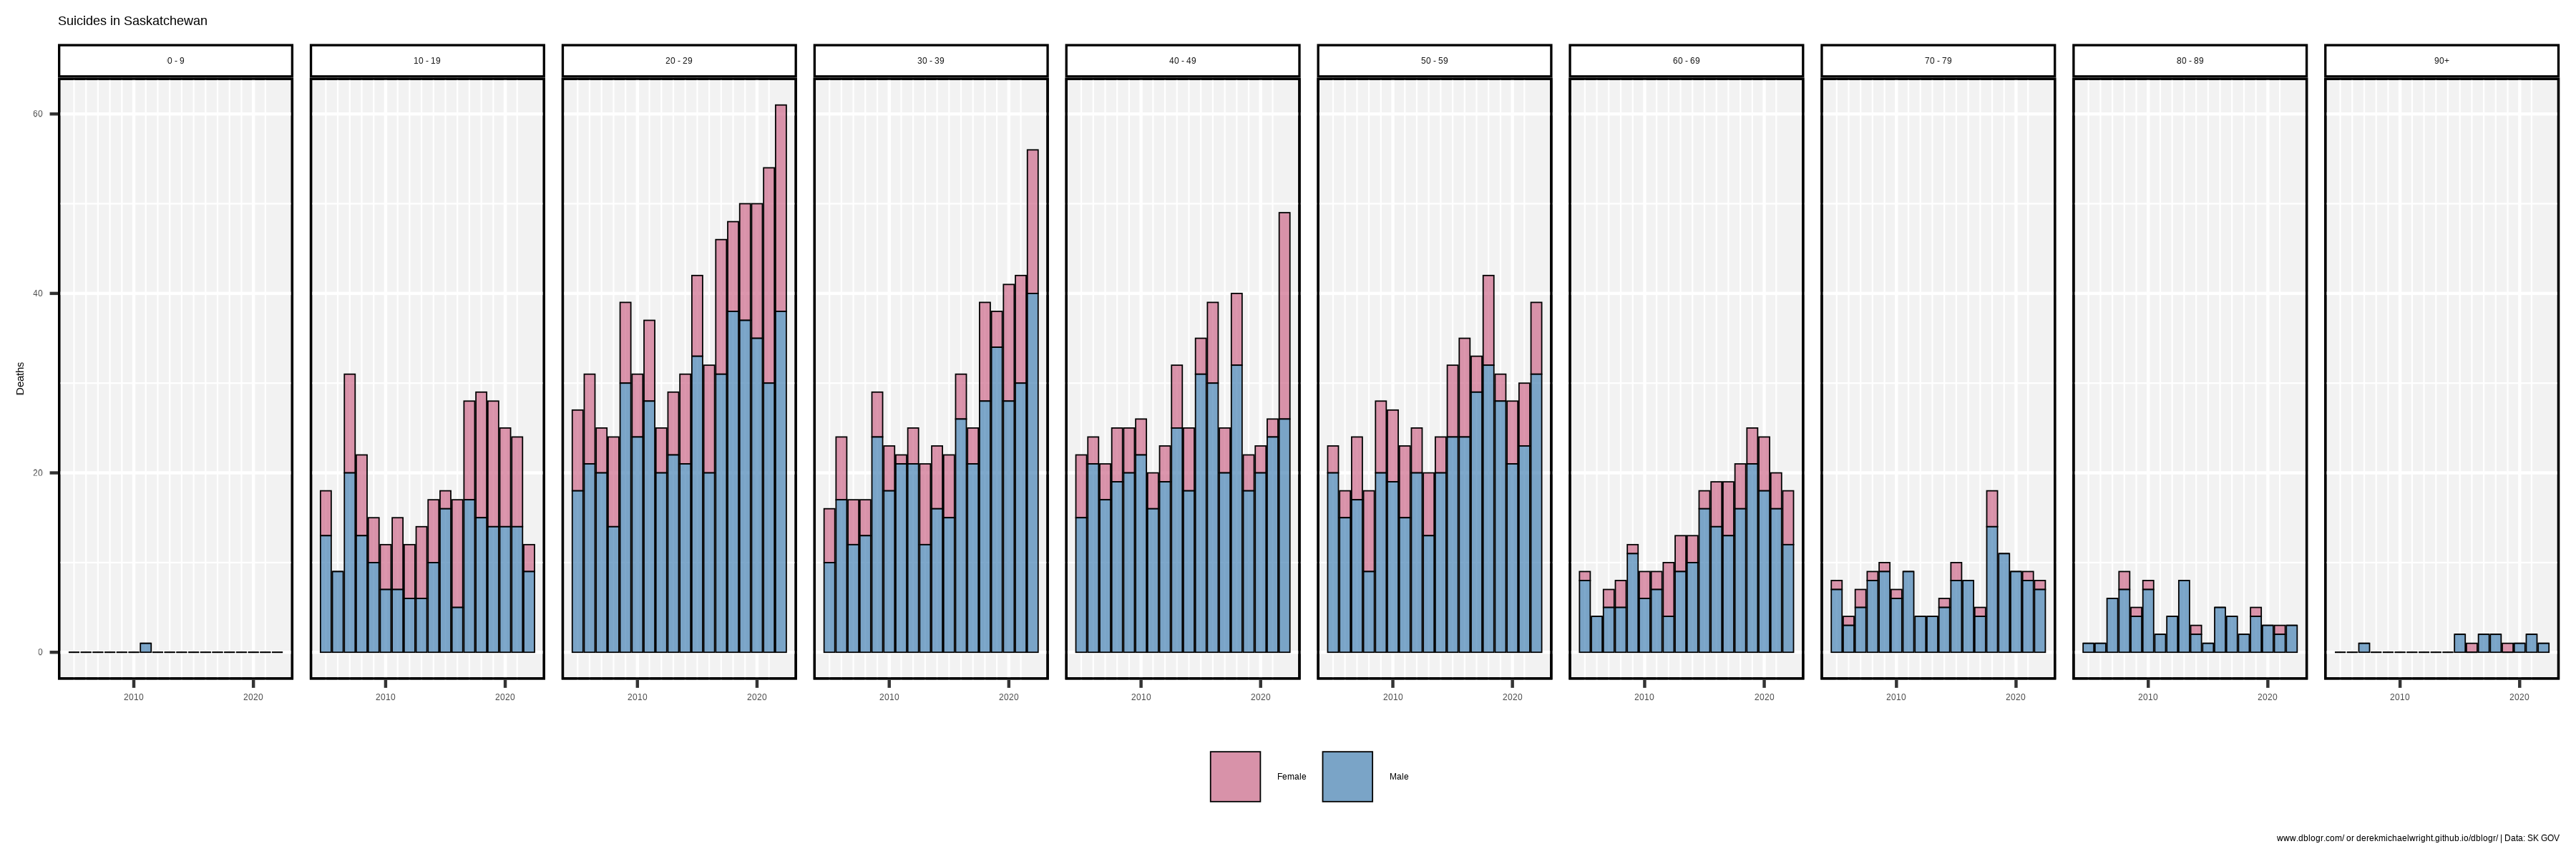 Suicides in Saskatchewan
0 - 9
10 - 19
20 - 29
30 - 39
40 - 49
50 - 59
60 - 69
70 - 79
80 - 89
90+
Deaths
60
40
20
0
2010 2020
2010 2020
2010 2020
2010 2020
2010 2020
2010 2020
2010 2020
2010 2020
2010 2020
2010 2020
Female
Male
www.dblogr.com/ or derekmichaelwright.github.io/dblogr/ | Data: SK GOV